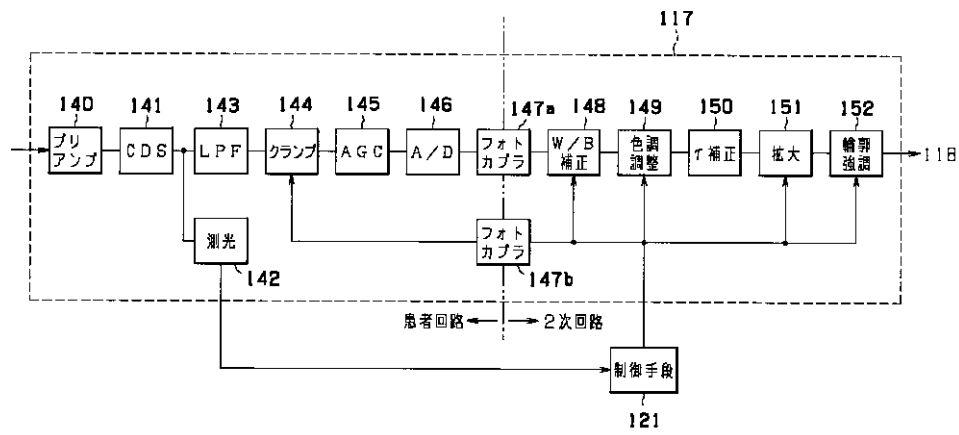 117
140
141
143
144
145
146
147a
148
149
150
151
152
プリ
アンプ
CDS
LPF
クランプ
AGC
A/D
フォト
カプラ
W/B
補正
色調
調整
γ補正
拡大
輪郭
強調
118
測光
142
フォト
カプラ
147b
患者回路
2次回路
制御手段
121